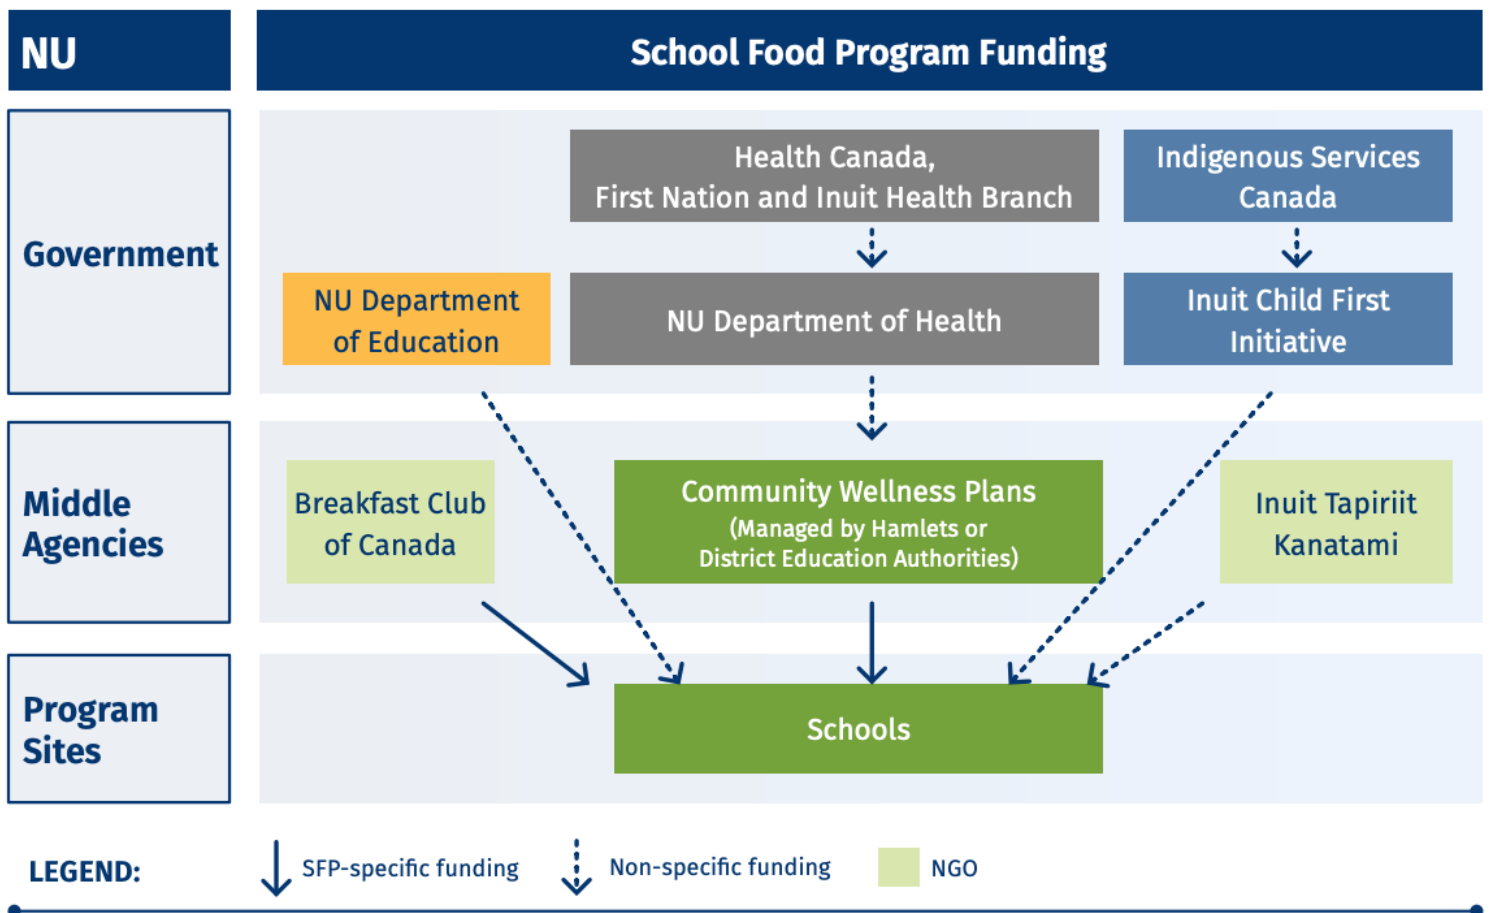 NU
School Food Program Funding
Government
Health Canada,
First Nation and Inuit Health Branch
Indigenous Services
Canada
NU Department
of Education
NU Department of Health
Inuit Child First
Initiative
Middle
Agencies
Breakfast Club
of Canada
Community Wellness Plans
(Managed by Hamlets or
District Education Authorities)
Inuit Tapiriit
Kanatami
Program
Sites
Schools
LEGEND:
SFP-specific funding
Non-specific funding
NGO